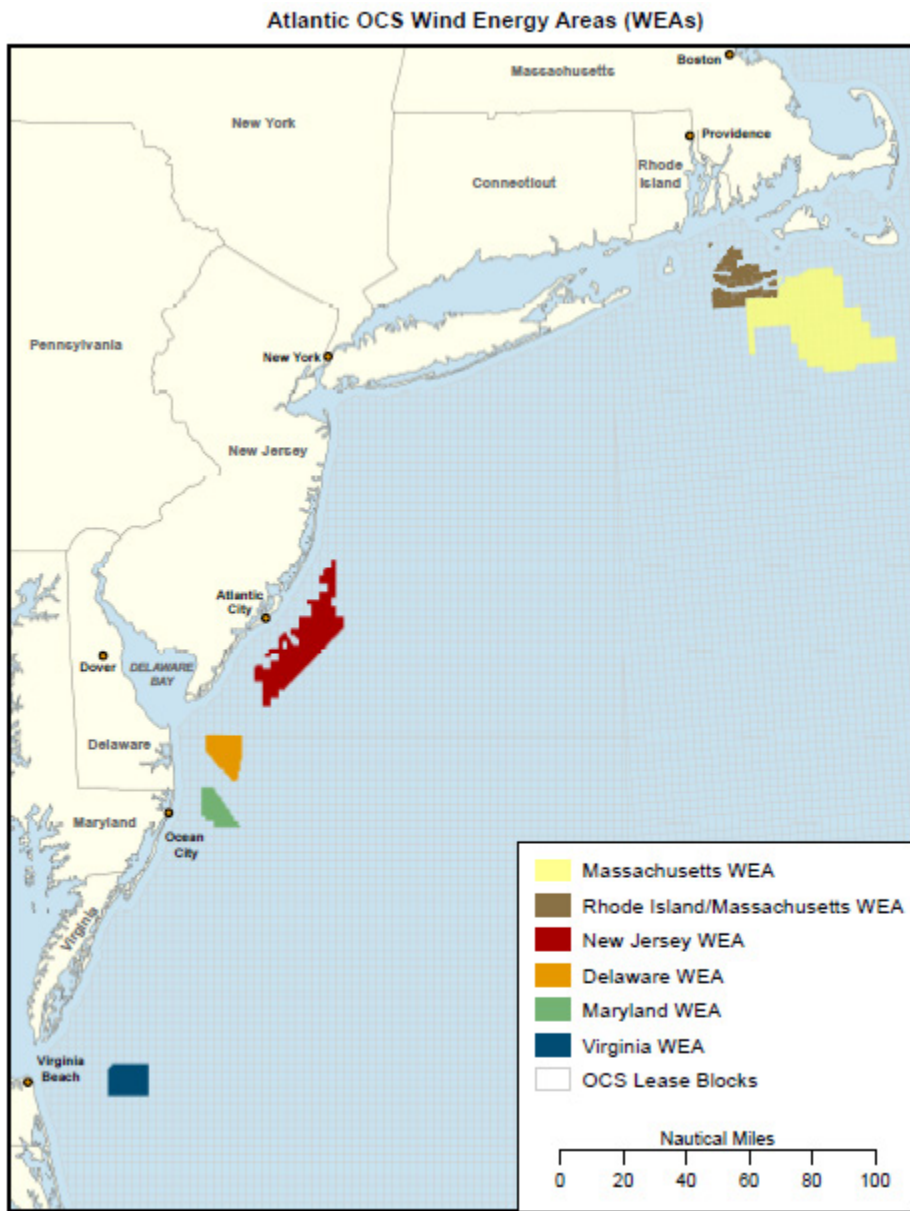 Atlantic OCS Wind Energy Areas (WEAs)
Boston
Massachusetts
New York
Providence
Rhode
Island
Connecticut
Pennsylvania
New York
New Jersey
Atlantic
City
Dover
DELAWARE
BAY
Delaware
Maryland
Ocean
City
Virginia
Virginia
Beach
Massachusetts WEA
Rhode Island/Massachusetts WEA
New Jersey WEA
Delaware WEA
Maryland WEA
Virginia WEA
OCS Lease Blocks
Nautical Miles
0 20 40 60 80 100